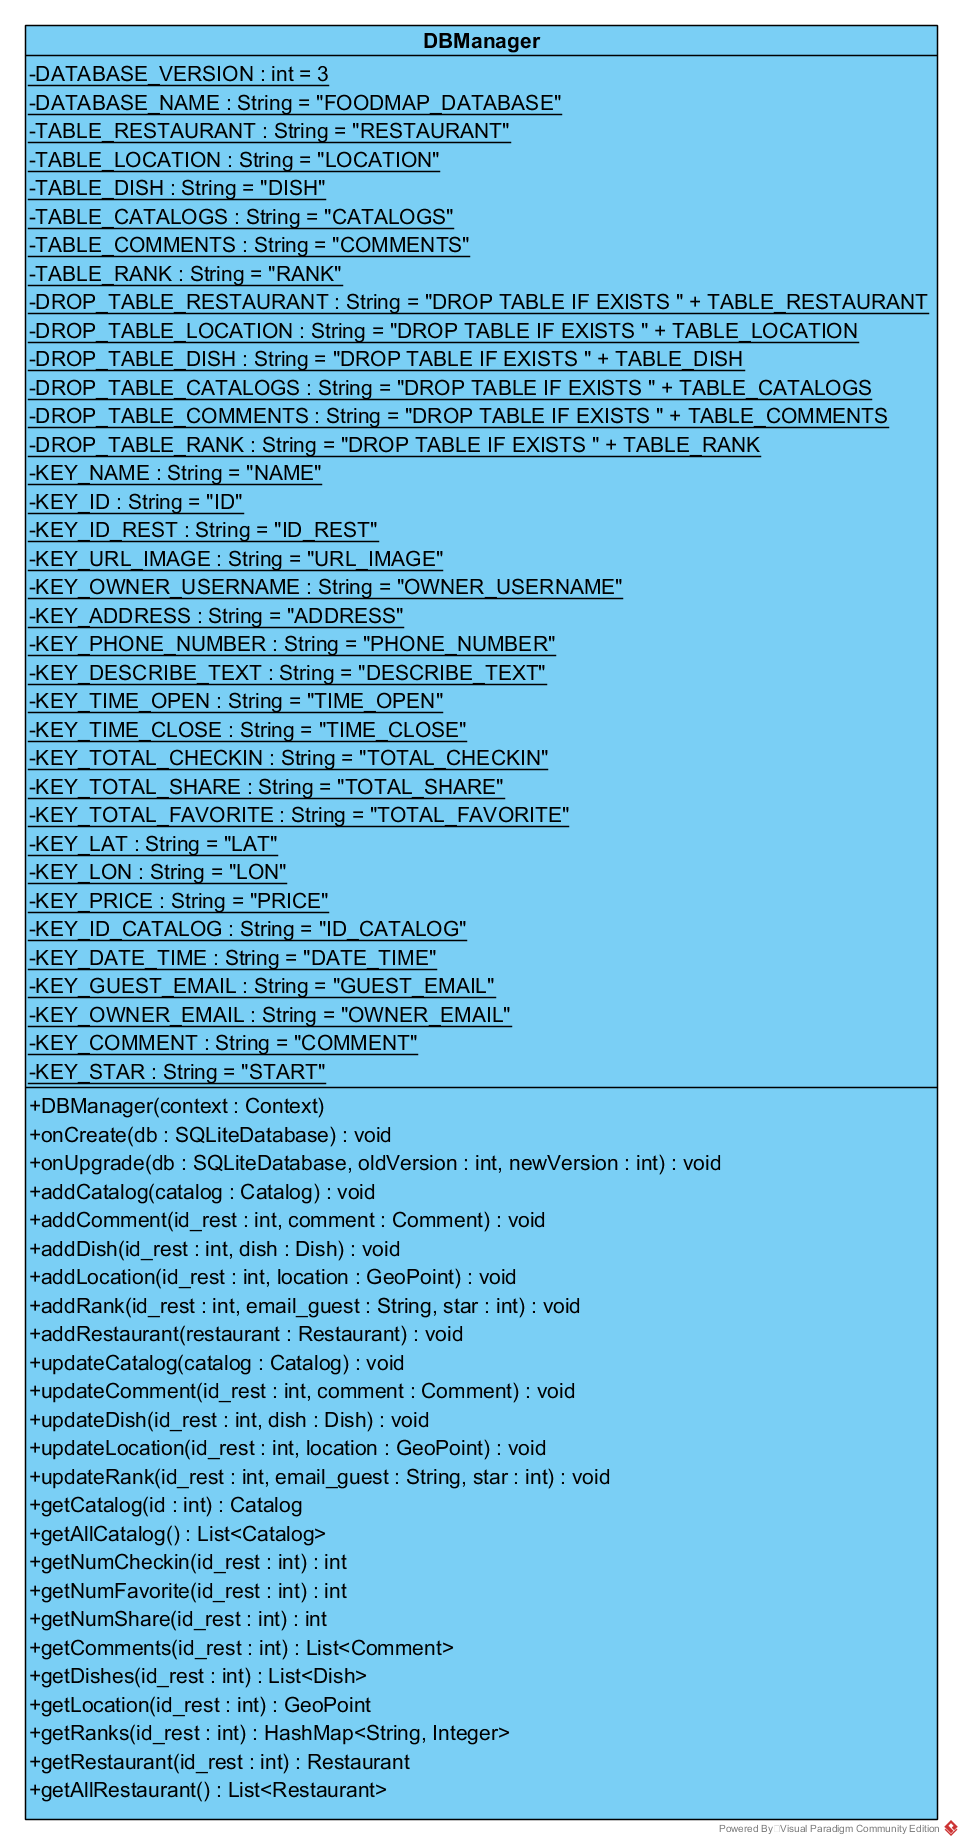 DBManager
-DATABASE_VERSION : int = 3
-DATABASE_NAME : String = "FOODMAP_DATABASE"
-TABLE_RESTAURANT : String = "RESTAURANT"
-TABLE_LOCATION : String = "LOCATION"
-TABLE_DISH : String = "DISH"
-TABLE_CATALOGS : String = "CATALOGS"
-TABLE_COMMENTS : String = "COMMENTS"
-TABLE_RANK : String = "RANK"
-DROP_TABLE_RESTAURANT : String = "DROP TABLE IF EXISTS " + TABLE_RESTAURANT
-DROP_TABLE_LOCATION : String = "DROP TABLE IF EXISTS " + TABLE_LOCATION
-DROP_TABLE_DISH : String = "DROP TABLE IF EXISTS " + TABLE_DISH
-DROP_TABLE_CATALOGS : String = "DROP TABLE IF EXISTS " + TABLE_CATALOGS
-DROP_TABLE_COMMENTS : String = "DROP TABLE IF EXISTS " + TABLE_COMMENTS
-DROP_TABLE_RANK : String = "DROP TABLE IF EXISTS " + TABLE_RANK
-KEY_NAME : String = "NAME"
-KEY_ID : String = "ID"
-KEY_ID_REST : String = "ID_REST"
-KEY_URL_IMAGE : String = "URL_IMAGE"
-KEY_OWNER_USERNAME : String = "OWNER_USERNAME"
-KEY_ADDRESS : String = "ADDRESS"
-KEY_PHONE_NUMBER : String = "PHONE_NUMBER"
-KEY_DESCRIBE_TEXT : String = "DESCRIBE_TEXT"
-KEY_TIME_OPEN : String = "TIME_OPEN"
-KEY_TIME_CLOSE : String = "TIME_CLOSE"
-KEY_TOTAL_CHECKIN : String = "TOTAL_CHECKIN"
-KEY_TOTAL_SHARE : String = "TOTAL_SHARE"
-KEY_TOTAL_FAVORITE : String = "TOTAL_FAVORITE"
-KEY_LAT : String = "LAT"
-KEY_LON : String = "LON"
-KEY_PRICE : String = "PRICE"
-KEY_ID_CATALOG : String = "ID_CATALOG"
-KEY_DATE_TIME : String = "DATE_TIME"
-KEY_GUEST_EMAIL : String = "GUEST_EMAIL"
-KEY_OWNER_EMAIL : String = "OWNER_EMAIL"
-KEY_COMMENT : String = "COMMENT"
-KEY_STAR : String = "START"
+DBManager(context : Context)
+onCreate(db : SQLiteDatabase) : void
+onUpgrade(db : SQLiteDatabase, oldVersion : int, newVersion : int) : void
+addCatalog(catalog : Catalog) : void
+addComment(id_rest : int, comment : Comment) : void
+addDish(id_rest : int, dish : Dish) : void
+addLocation(id_rest : int, location : GeoPoint) : void
+addRank(id_rest : int, email_guest : String, star : int) : void
+addRestaurant(restaurant : Restaurant) : void
+updateCatalog(catalog : Catalog) : void
+updateComment(id_rest : int, comment : Comment) : void
+updateDish(id_rest : int, dish : Dish) : void
+updateLocation(id_rest : int, location : GeoPoint) : void
+updateRank(id_rest : int, email_guest : String, star : int) : void
+getCatalog(id : int) : Catalog
+getAllCatalog() : List<Catalog>
+getNumCheckin(id_rest : int) : int
+getNumFavorite(id_rest : int) : int
+getNumShare(id_rest : int) : int
+getComments(id_rest : int) : List<Comment>
+getDishes(id_rest : int) : List<Dish>
+getLocation(id_rest : int) : GeoPoint
+getRanks(id_rest : int) : HashMap<String, Integer>
+getRestaurant(id_rest : int) : Restaurant
+getAllRestaurant() : List<Restaurant>
Powered By Visual Paradigm Community Edition